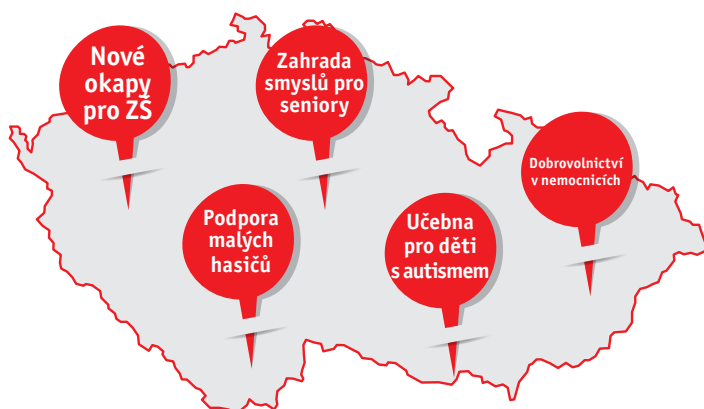 Nové
okapy
pro ZŠ
Zahrada
smyslů pro
seniory
Dobrovolnictví
v nemocnicích
Podpora
malých
hasičů
Učebna
pro děti
s autismem